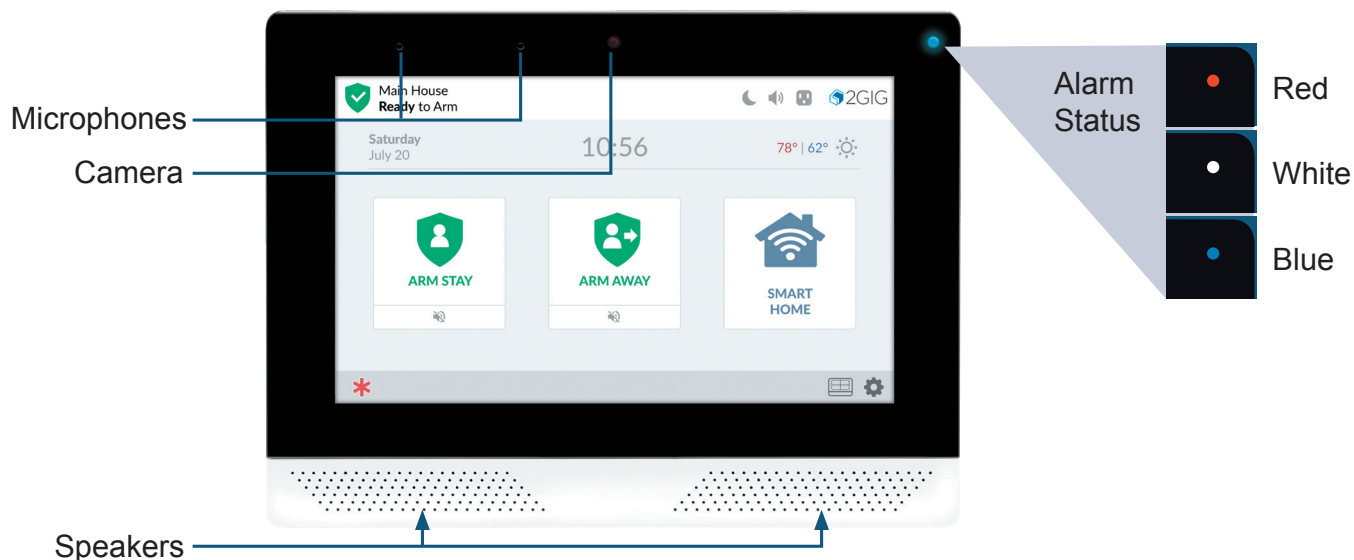 Microphones
Camera
Speakers
Main House
Ready to Arm
2GIG
Saturday
July 20
10:56
78° | 62°
ARM STAY
ARM AWAY
SMART
HOME
Alarm
Status
Red
White
Blue